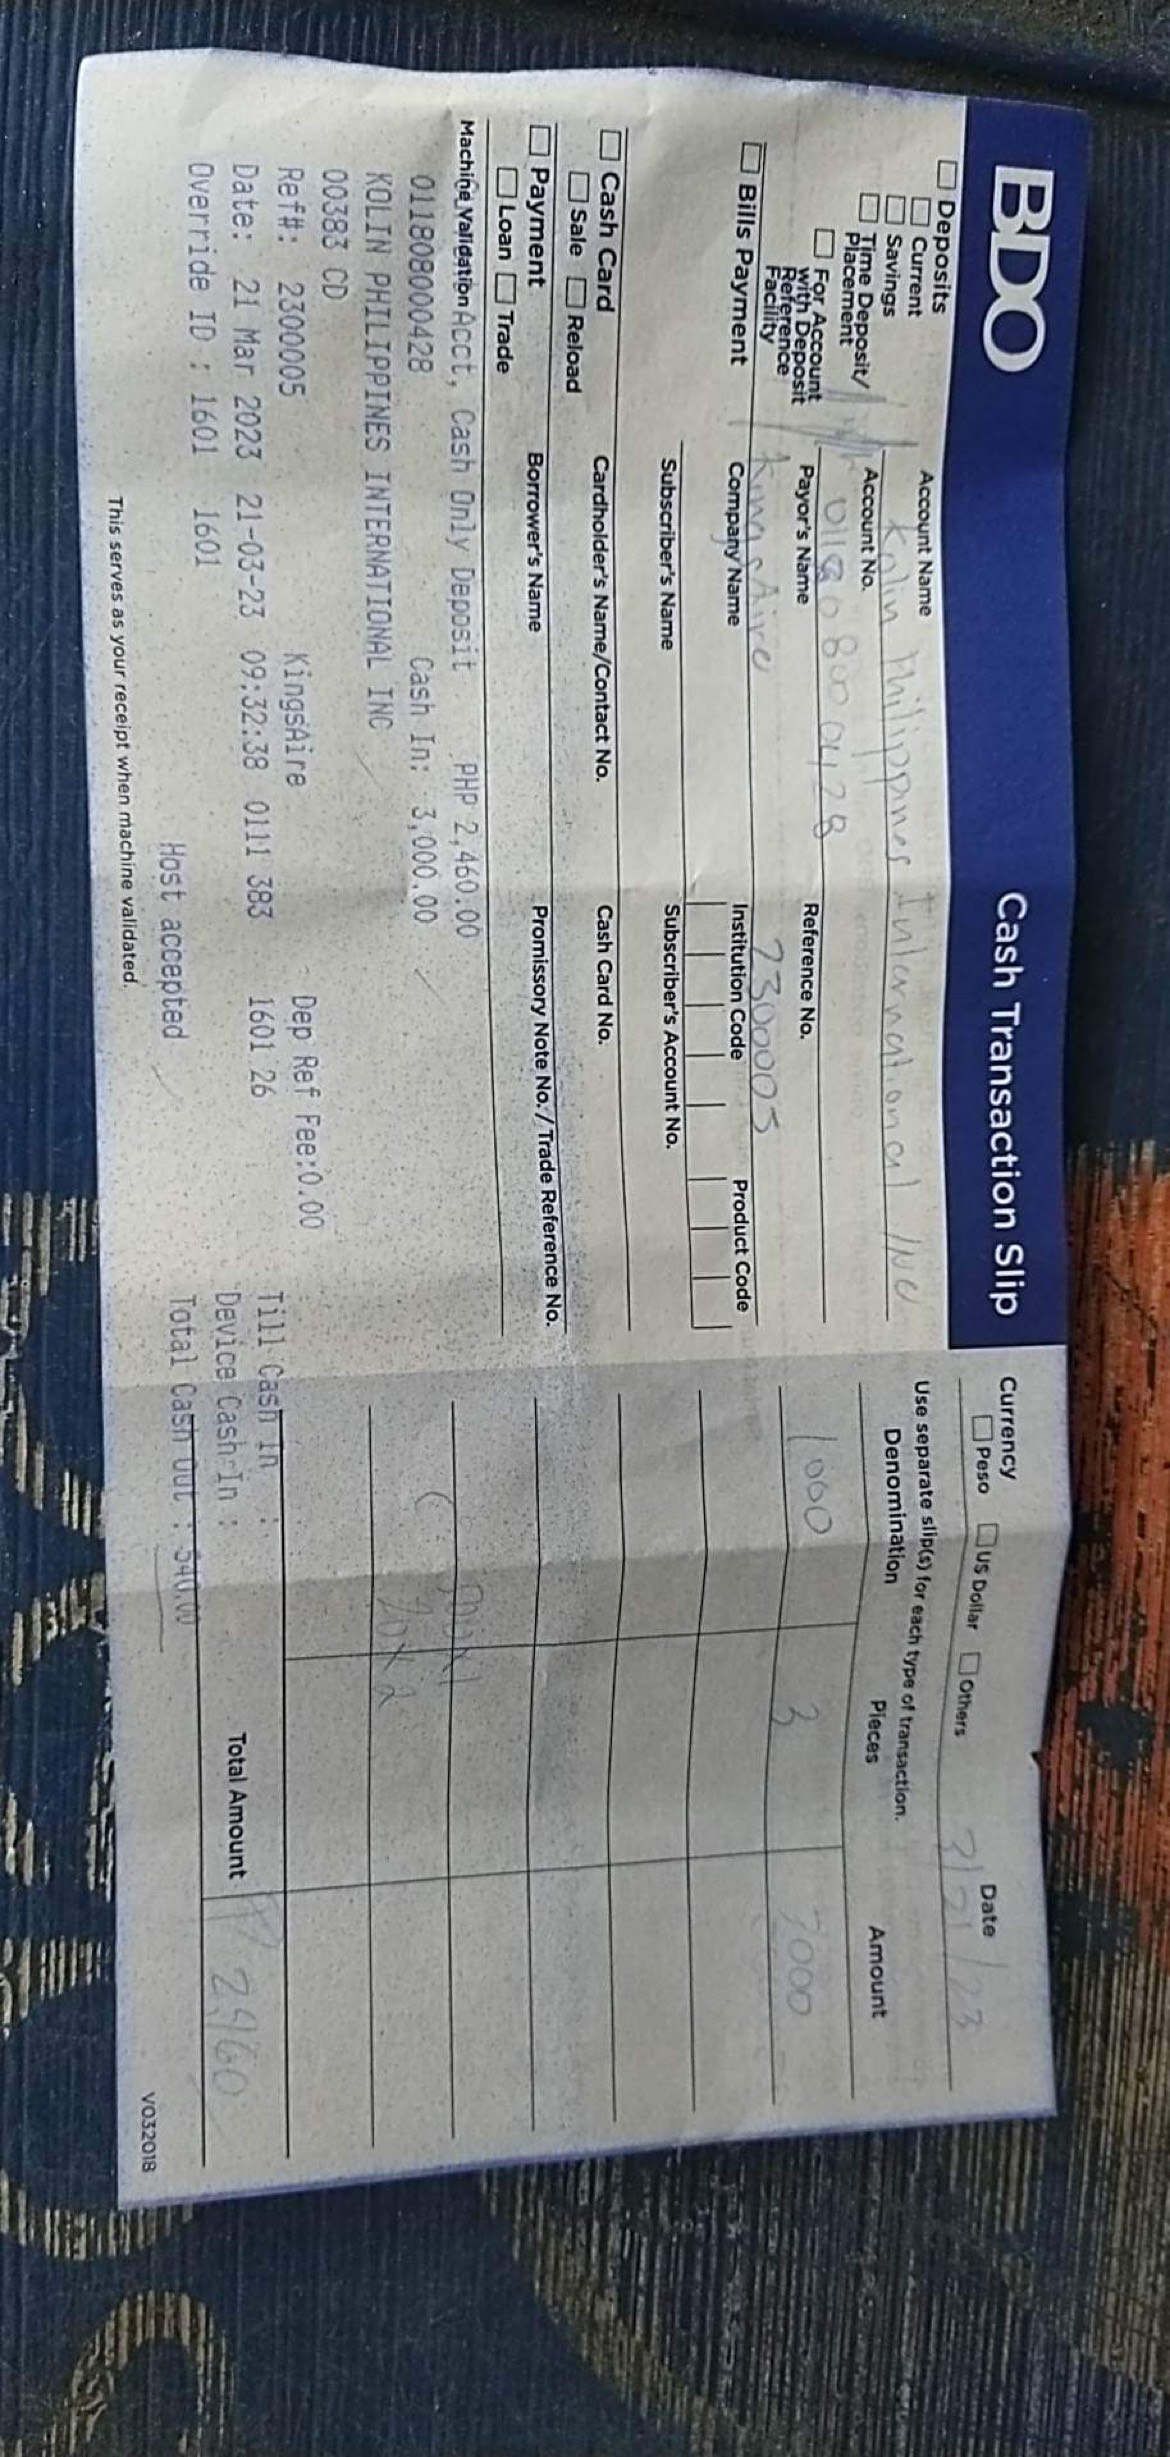 BDO
Cash Transaction Slip
Deposits
Current
Savings
Time Deposit/
Placement
For Account
with Deposit
Reference
Facility
Account Name
Kolin Philippines International INC
Account No.
011808000428
Payor's Name
KingsAire
Reference No.
2300005
Bills Payment
Company Name
Institution Code
Product Code
Subscriber's Name
Subscriber's Account No.
Cash Card
Sale Reload
Cardholder's Name/Contact No.
Cash Card No.
Payment
Loan Trade
Borrower's Name
Promissory Note No./Trade Reference No.
Currency
Peso US Dollar Others
Date
3/21/23
Use separate slip(s) for each type of transaction.
Denomination Pieces Amount
1000 3 3000
500x1
20x2
Total Amount
2,460
Machine Validation
Acct, Cash Only Deposit PHP 2,460.00
011808000428 Cash In: 3,000.00
KOLIN PHILIPPINES INTERNATIONAL INC
00383 CD
Ref#: 2300005 KingsAire Dep Ref Fee:0.00
Date: 21 Mar 2023 21-03-23 09:32:38 0111 383 1601 26
Override ID : 1601 1601
Host accepted
Till Cash In :
Device Cash In :
Total Cash Out : 540.00
This serves as your receipt when machine validated.
V032018